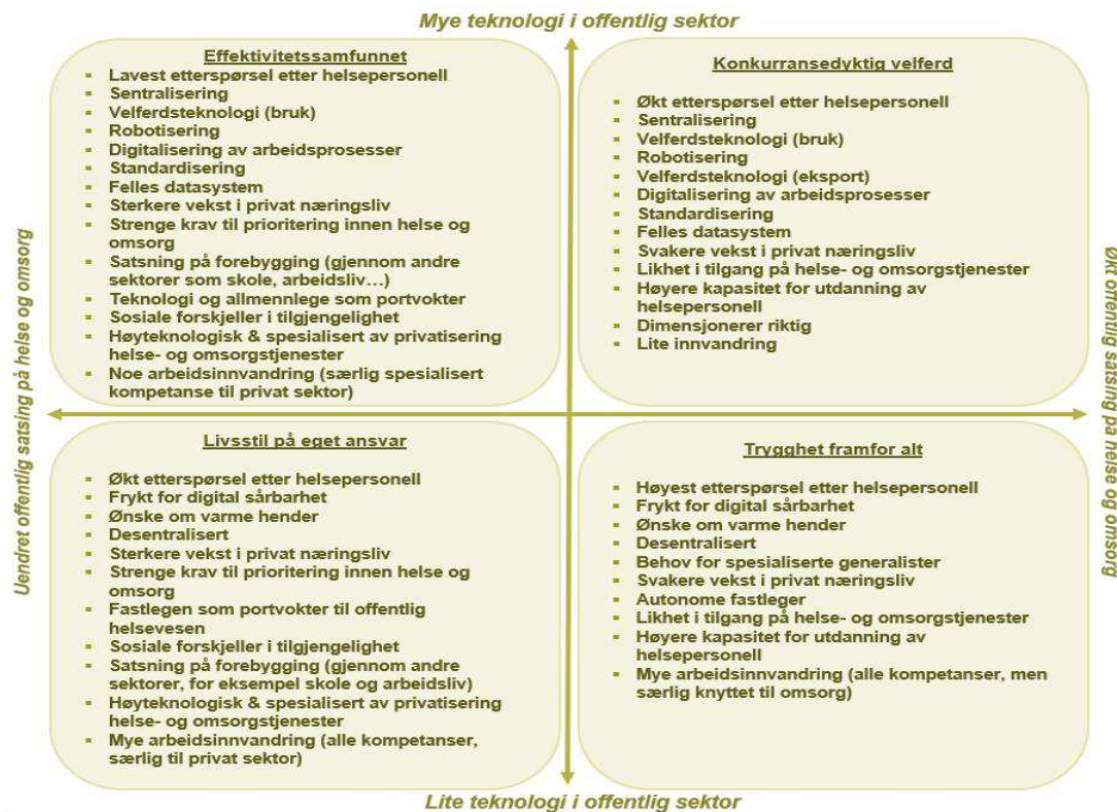 Mye teknologi i offentlig sektor
Effektivitetssamfunnet
▪ Lavest etterspørsel etter helsepersonell
▪ Sentralisering
▪ Velferdsteknologi (bruk)
▪ Robotisering
▪ Digitalisering av arbeidsprosesser
▪ Standardisering
▪ Felles datasystem
▪ Sterkere vekst i privat næringsliv
▪ Strenge krav til prioritering innen helse og
omsorg
▪ Satsning på forebygging (gjennom andre
sektorer som skole, arbeidsliv…)
▪ Teknologi og allmennlege som portvokter
▪ Sosiale forskjeller i tilgjengelighet
▪ Høyteknologisk & spesialisert av privatisering
helse- og omsorgstjenester
▪ Noe arbeidsinnvandring (særlig spesialisert
kompetanse til privat sektor)
Konkurransedyktig velferd
▪ Økt etterspørsel etter helsepersonell
▪ Sentralisering
▪ Velferdsteknologi (bruk)
▪ Robotisering
▪ Velferdsteknologi (eksport)
▪ Digitalisering av arbeidsprosesser
▪ Standardisering
▪ Felles datasystem
▪ Svakere vekst i privat næringsliv
▪ Likhet i tilgang på helse- og omsorgstjenester
▪ Høyere kapasitet for utdanning av
helsepersonell
▪ Dimensjonerer riktig
▪ Lite innvandring
Uendret offentlig satsing på helse og omsorg
Økt offentlig satsing på helse og omsorg
Livsstil på eget ansvar
▪ Økt etterspørsel etter helsepersonell
▪ Frykt for digital sårbarhet
▪ Ønske om varme hender
▪ Desentralisert
▪ Sterkere vekst i privat næringsliv
▪ Strenge krav til prioritering innen helse og
omsorg
▪ Fastlegen som portvokter til offentlig
helsevesen
▪ Sosiale forskjeller i tilgjengelighet
▪ Satsning på forebygging (gjennom andre
sektorer, for eksempel skole og arbeidsliv)
▪ Høyteknologisk & spesialisert av privatisering
helse- og omsorgstjenester
▪ Mye arbeidsinnvandring (alle kompetanser,
særlig til privat sektor)
Trygghet framfor alt
▪ Høyest etterspørsel etter helsepersonell
▪ Frykt for digital sårbarhet
▪ Ønske om varme hender
▪ Desentralisert
▪ Behov for spesialiserte generalister
▪ Svakere vekst i privat næringsliv
▪ Autonome fastleger
▪ Likhet i tilgang på helse- og omsorgstjenester
▪ Høyere kapasitet for utdanning av
helsepersonell
▪ Mye arbeidsinnvandring (alle kompetanser, men
særlig knyttet til omsorg)
Lite teknologi i offentlig sektor